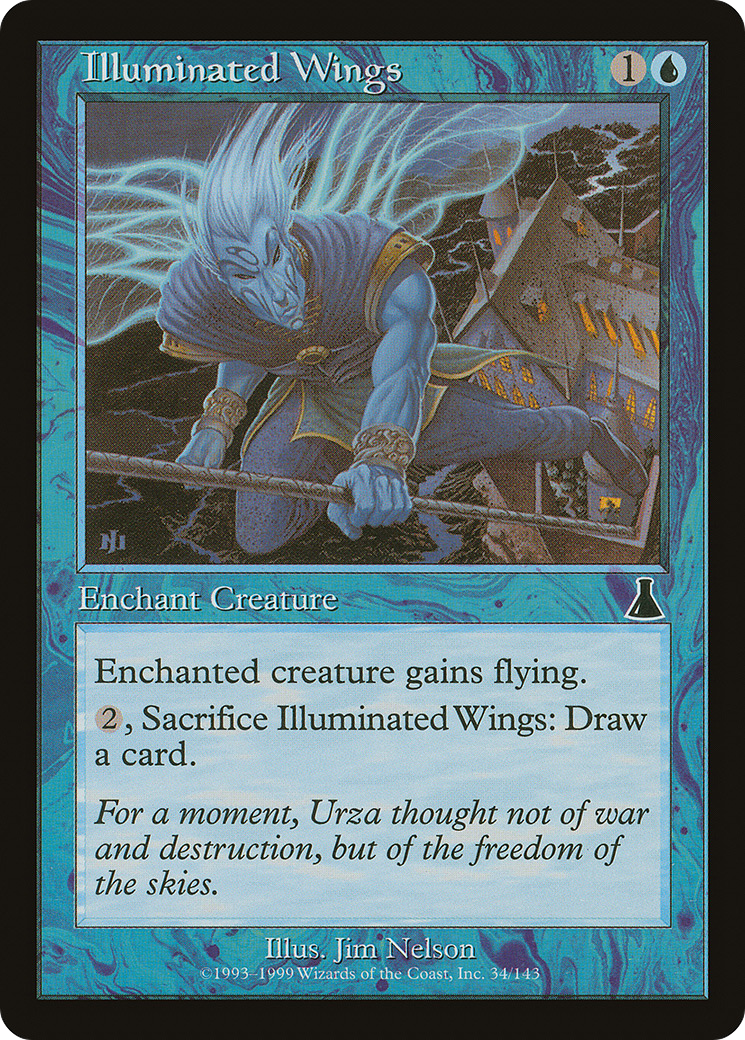 Illuminated Wings
1
Enchant Creature
Enchanted creature gains flying.
2, Sacrifice Illuminated Wings: Draw
a card.
For a moment, Urza thought not of war
and destruction, but of the freedom of
the skies.
Illus. Jim Nelson
©1993–1999 Wizards of the Coast, Inc. 34/143